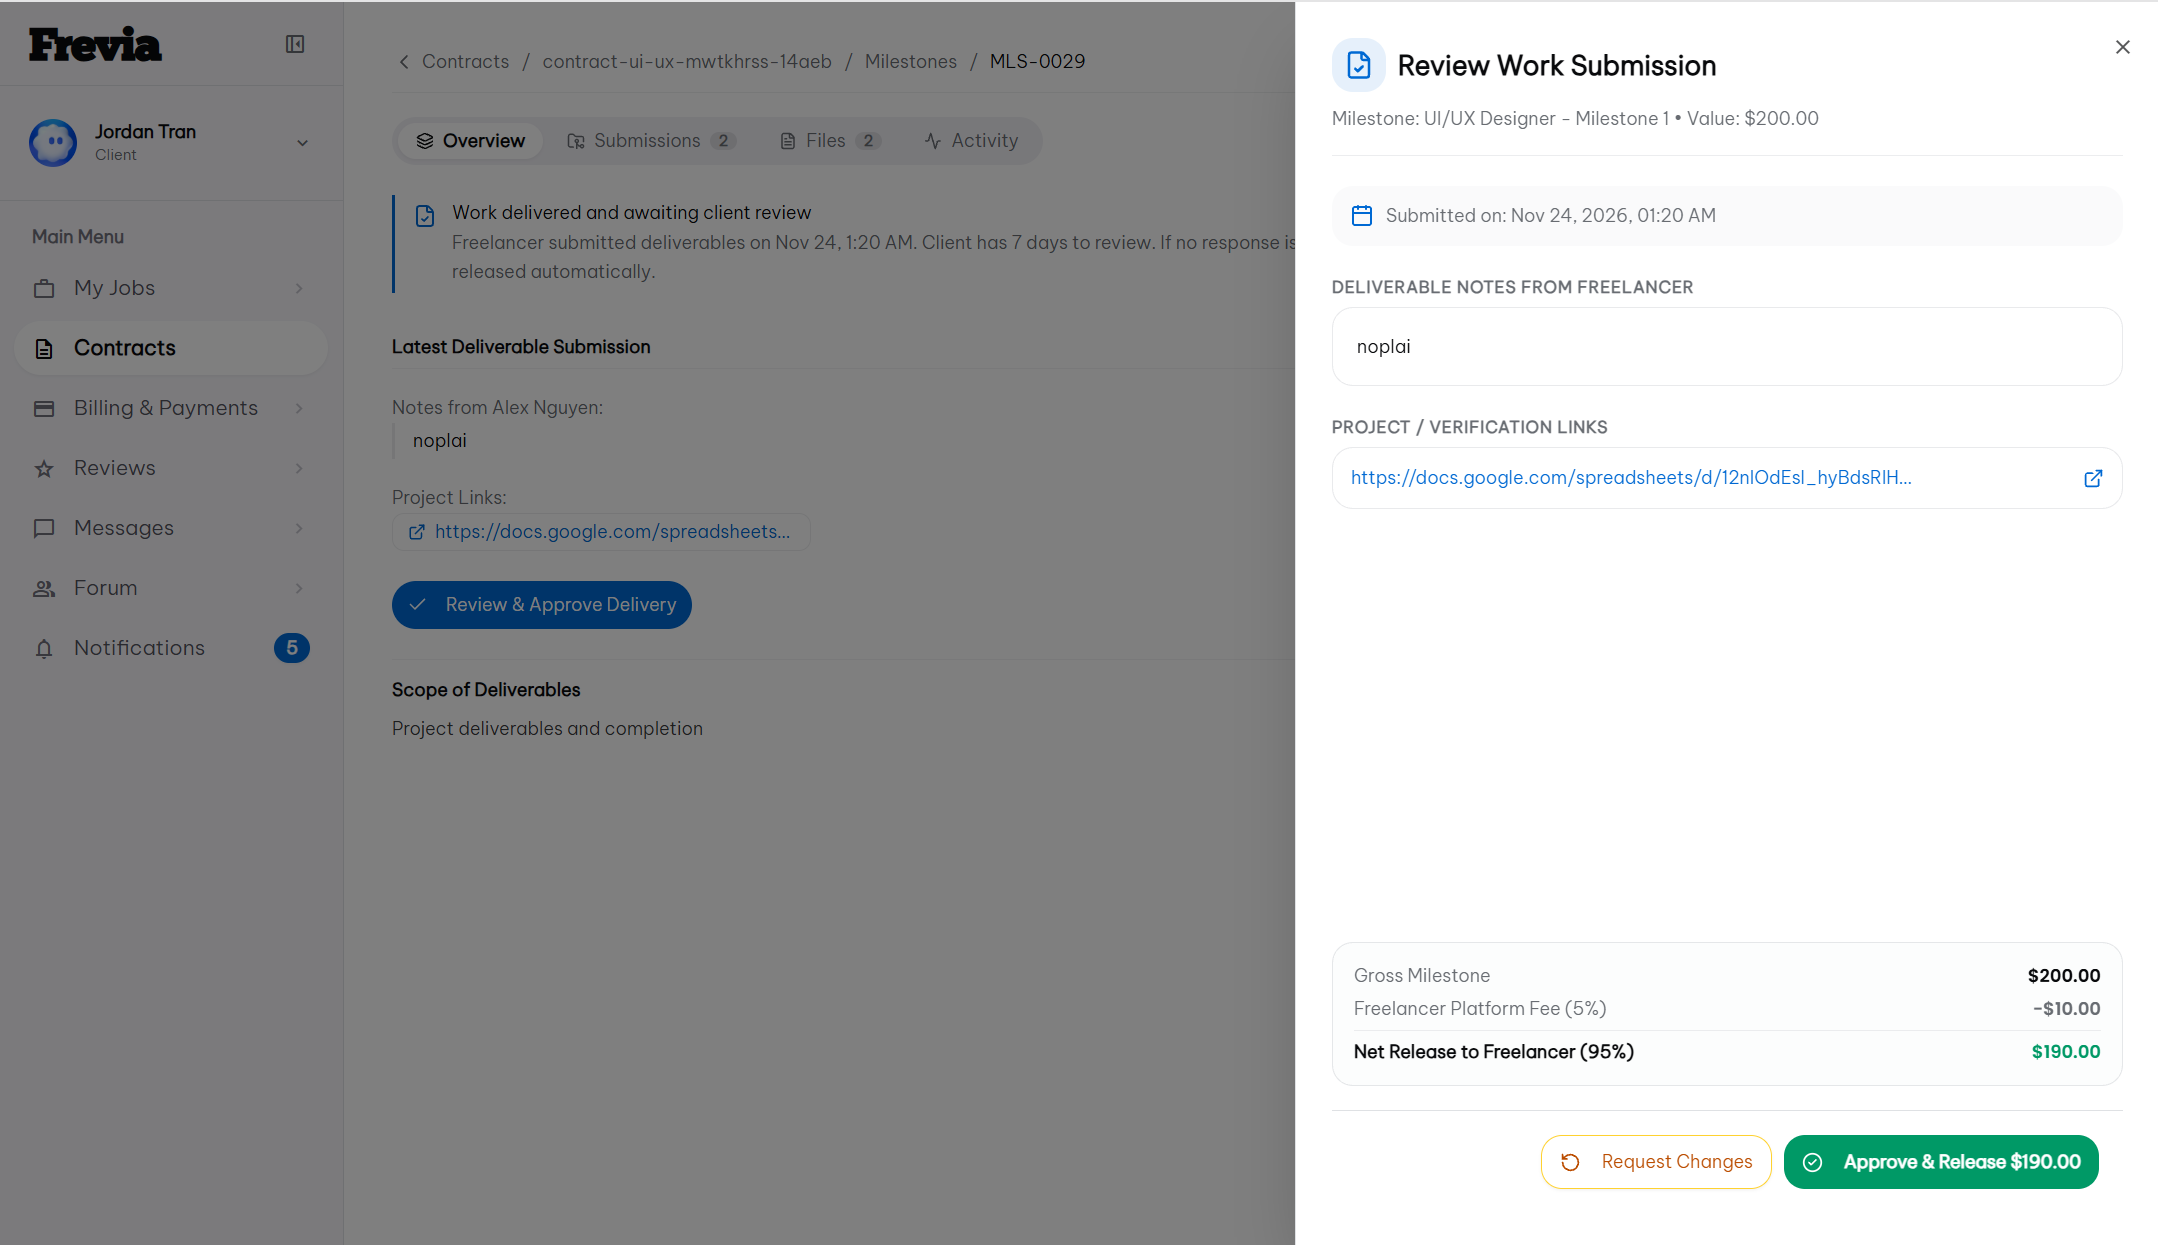 Frevia
Jordan Tran
Client
Main Menu
My Jobs
Contracts
Billing & Payments
Reviews
Messages
Forum
Notifications 5
Contracts / contract-ui-ux-mwtkhrss-14aeb / Milestones / MLS-0029
Overview Submissions 2 Files 2 Activity
Work delivered and awaiting client review
Freelancer submitted deliverables on Nov 24, 1:20 AM. Client has 7 days to review. If no response is
released automatically.
Latest Deliverable Submission
Notes from Alex Nguyen:
noplai
Project Links:
https://docs.google.com/spreadsheets...
Review & Approve Delivery
Scope of Deliverables
Project deliverables and completion
Review Work Submission
Milestone: UI/UX Designer - Milestone 1 • Value: $200.00
Submitted on: Nov 24, 2026, 01:20 AM
DELIVERABLE NOTES FROM FREELANCER
noplai
PROJECT / VERIFICATION LINKS
https://docs.google.com/spreadsheets/d/12nlOdEsl_hyBdsRlH...
Gross Milestone $200.00
Freelancer Platform Fee (5%) -$10.00
Net Release to Freelancer (95%) $190.00
Request Changes
Approve & Release $190.00